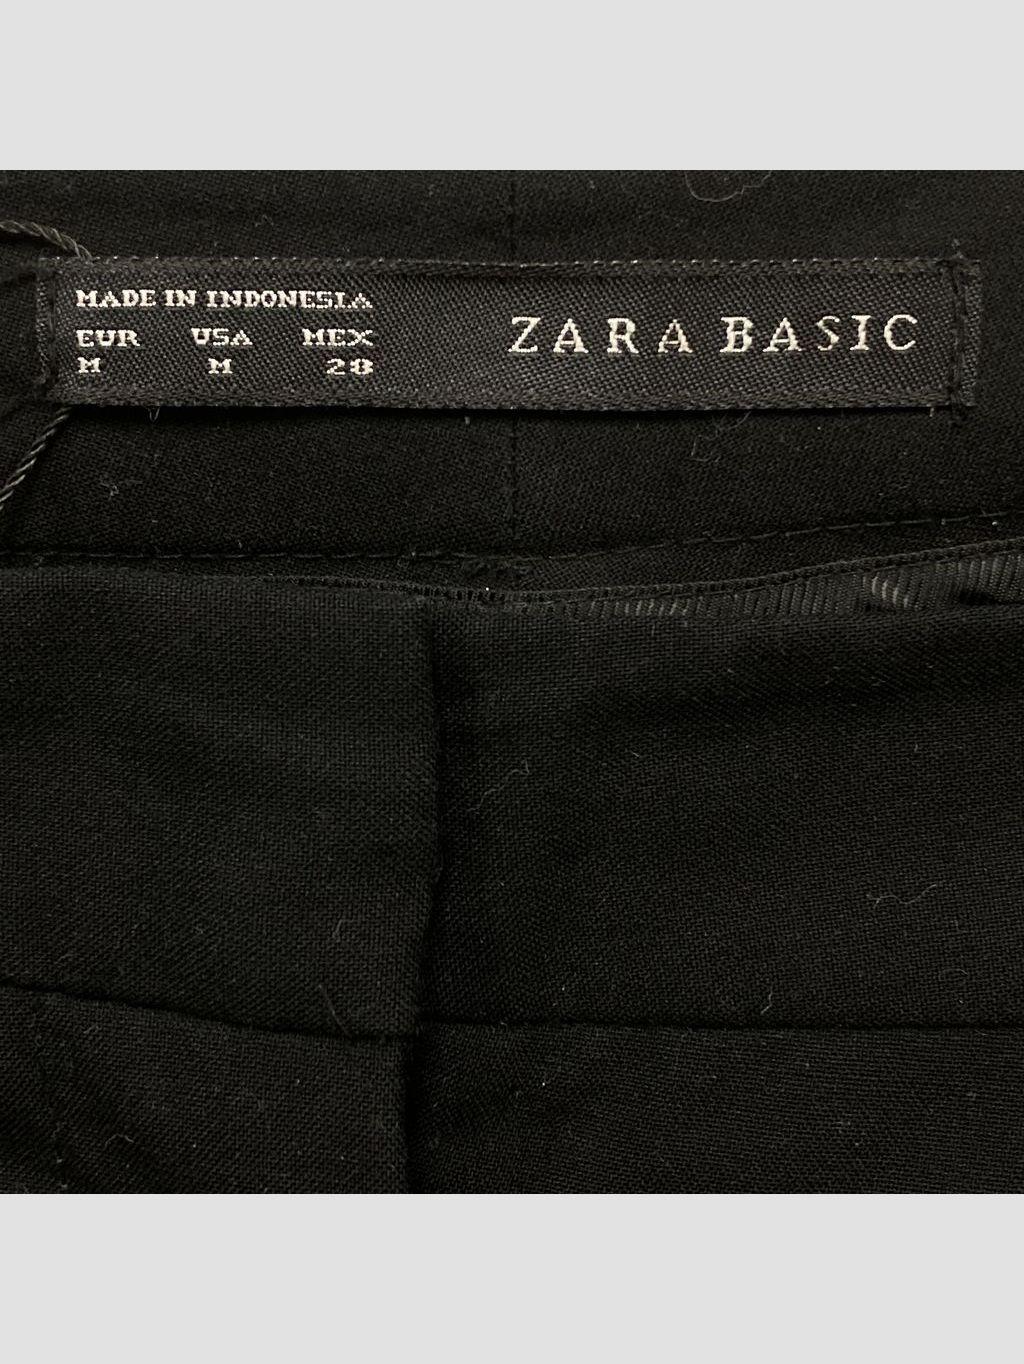 MADE IN INDONESIA
EUR USA MEX
M M 28
ZARA BASIC